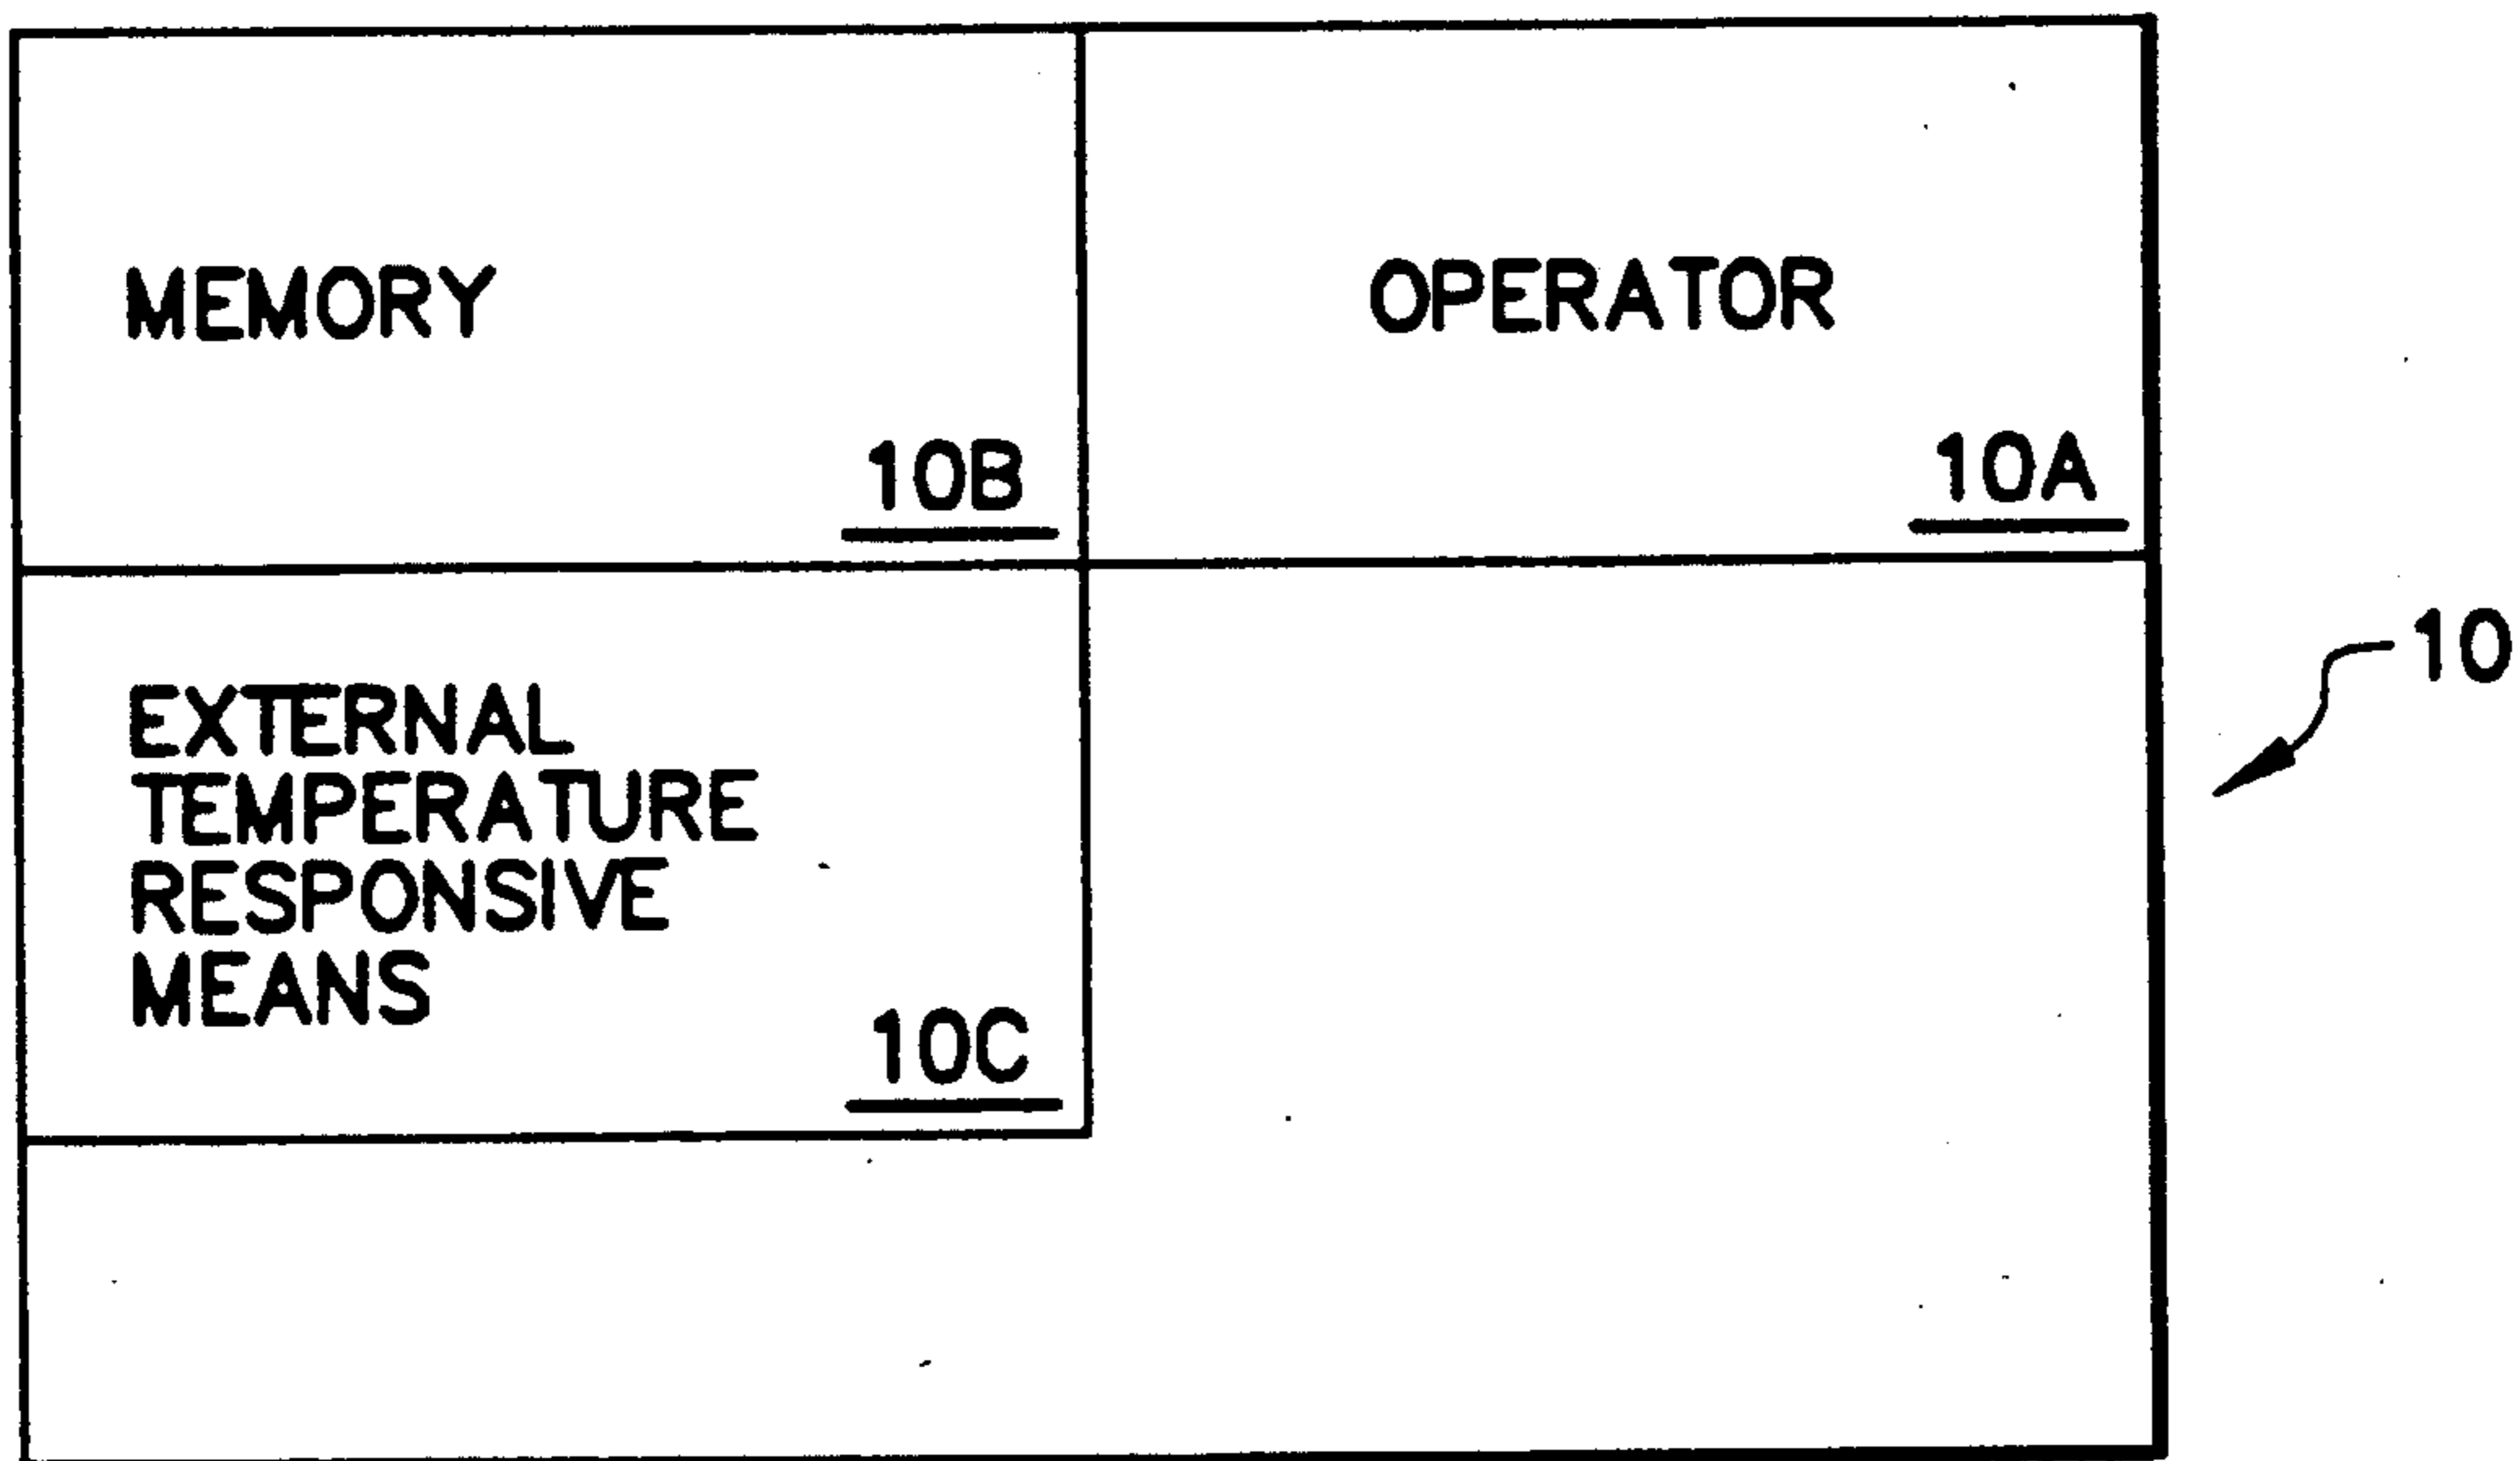 MEMORY
10B
OPERATOR
10A
EXTERNAL
TEMPERATURE
RESPONSIVE
MEANS
10C
10